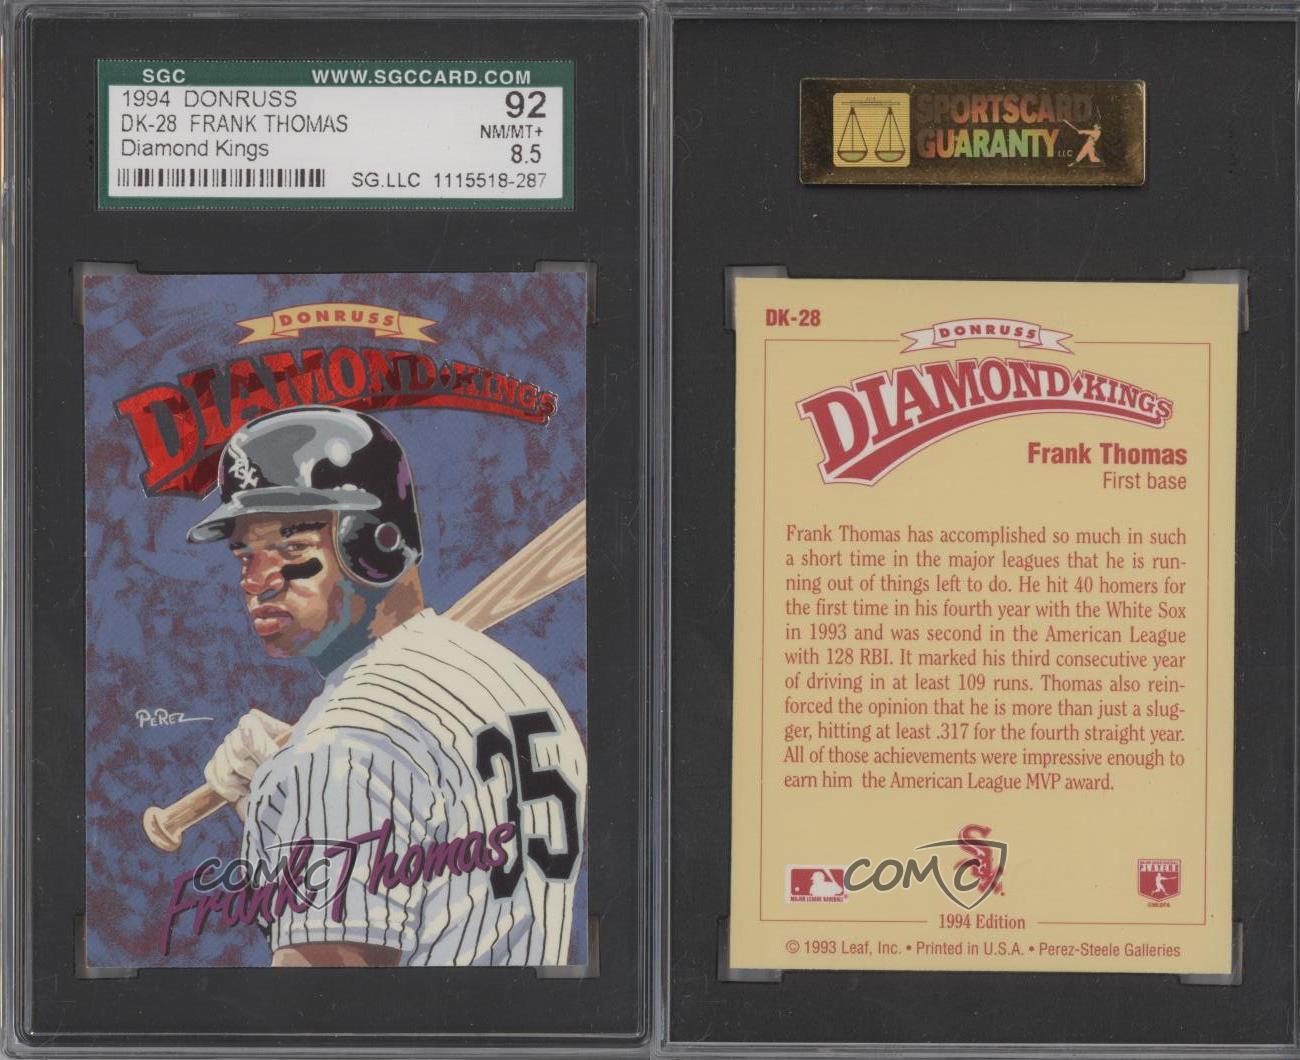 SGC WWW.SGCCARD.COM
1994 DONRUSS 92
DK-28 FRANK THOMAS NM/MT+
Diamond Kings 8.5
SG.LLC 1115518-287
DONRUSS
DIAMOND KINGS
Sox
PEREZ
35
Frank Thomas
COMC
SPORTSCARD
GUARANTY LLC
DK-28
DONRUSS
DIAMOND KINGS
Frank Thomas
First base
Frank Thomas has accomplished so much in such
a short time in the major leagues that he is run-
ning out of things left to do. He hit 40 homers for
the first time in his fourth year with the White Sox
in 1993 and was second in the American League
with 128 RBI. It marked his third consecutive year
of driving in at least 109 runs. Thomas also rein-
forced the opinion that he is more than just a slug-
ger, hitting at least .317 for the fourth straight year.
All of those achievements were impressive enough to
earn him the American League MVP award.
Sox
COMC
MAJOR LEAGUE BASEBALL
PLAYERS
1994 Edition
© 1993 Leaf, Inc. • Printed in U.S.A. • Perez-Steele Galleries